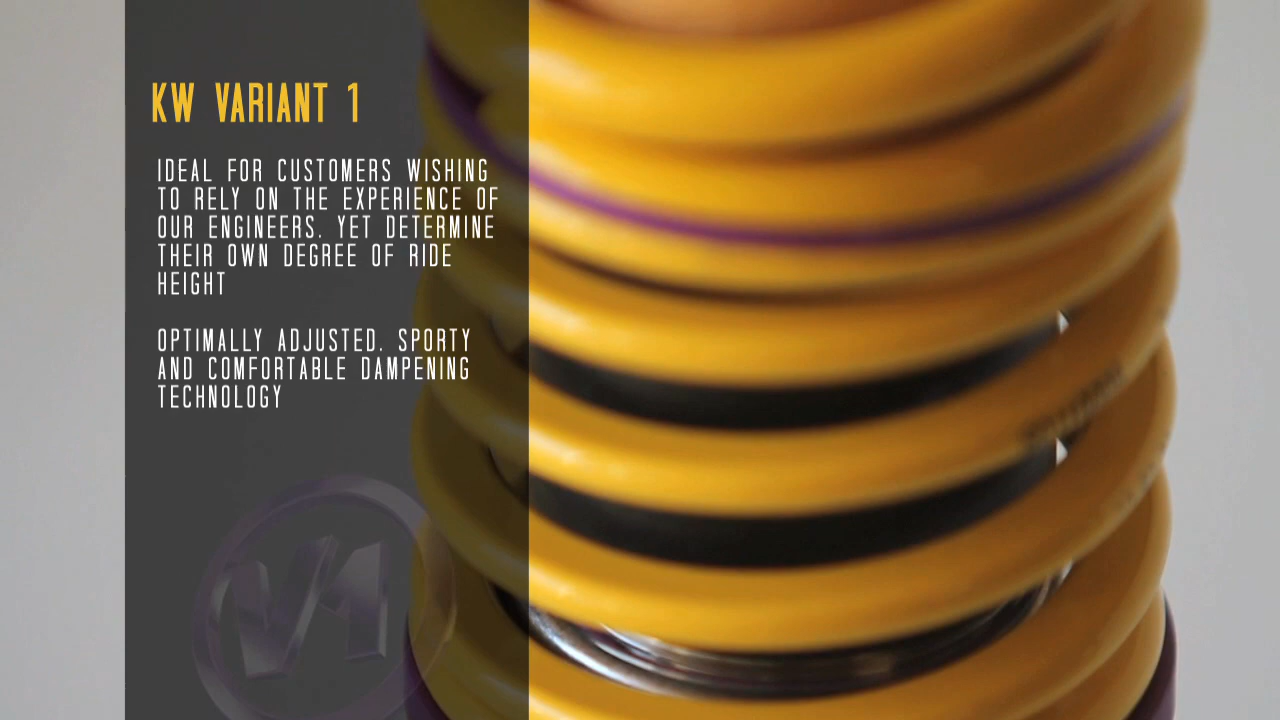 KW VARIANT 1
IDEAL FOR CUSTOMERS WISHING
TO RELY ON THE EXPERIENCE OF
OUR ENGINEERS. YET DETERMINE
THEIR OWN DEGREE OF RIDE
HEIGHT
OPTIMALLY ADJUSTED. SPORTY
AND COMFORTABLE DAMPENING
TECHNOLOGY
V1